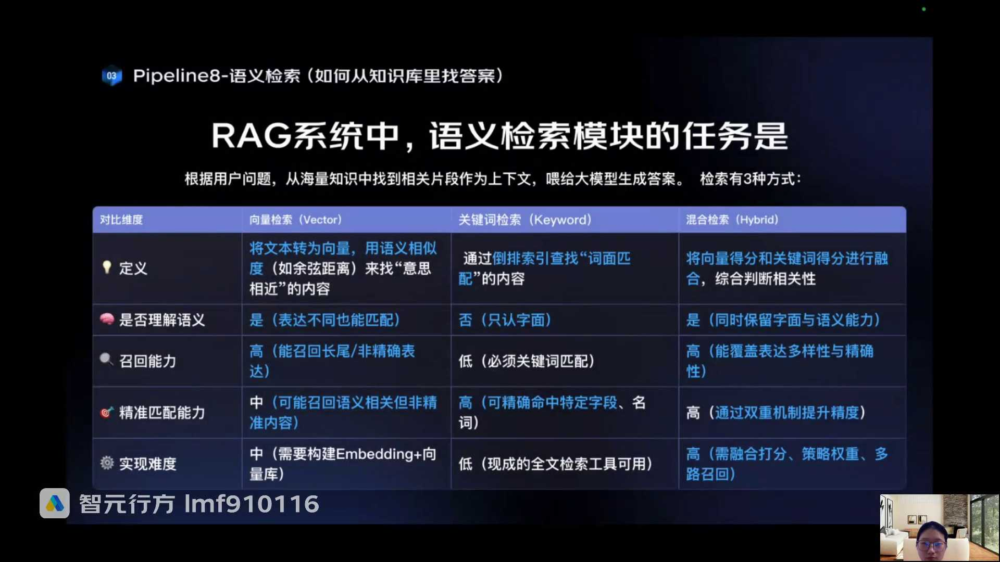 03 Pipeline8-语义检索（如何从知识库里找答案）
RAG系统中，语义检索模块的任务是
根据用户问题，从海量知识中找到相关片段作为上下文，喂给大模型生成答案。 检索有3种方式：
对比维度 向量检索（Vector） 关键词检索（Keyword） 混合检索（Hybrid）
定义
将文本转为向量，用语义相似
度（如余弦距离）来找“意思
相近”的内容
通过倒排索引查找“词面匹
配”的内容
将向量得分和关键词得分进行融
合，综合判断相关性
是否理解语义 是（表达不同也能匹配） 否（只认字面） 是（同时保留字面与语义能力）
召回能力
高（能召回长尾/非精确表
达）
低（必须关键词匹配）
高（能覆盖表达多样性与精确
性）
精准匹配能力
中（可能召回语义相关但非精
准内容）
高（可精确命中特定字段、名
词）
高（通过双重机制提升精度）
实现难度
中（需要构建Embedding+向
量库）
低（现成的全文检索工具可用）
高（需融合打分、策略权重、多
路召回）
智元行方 lmf910116